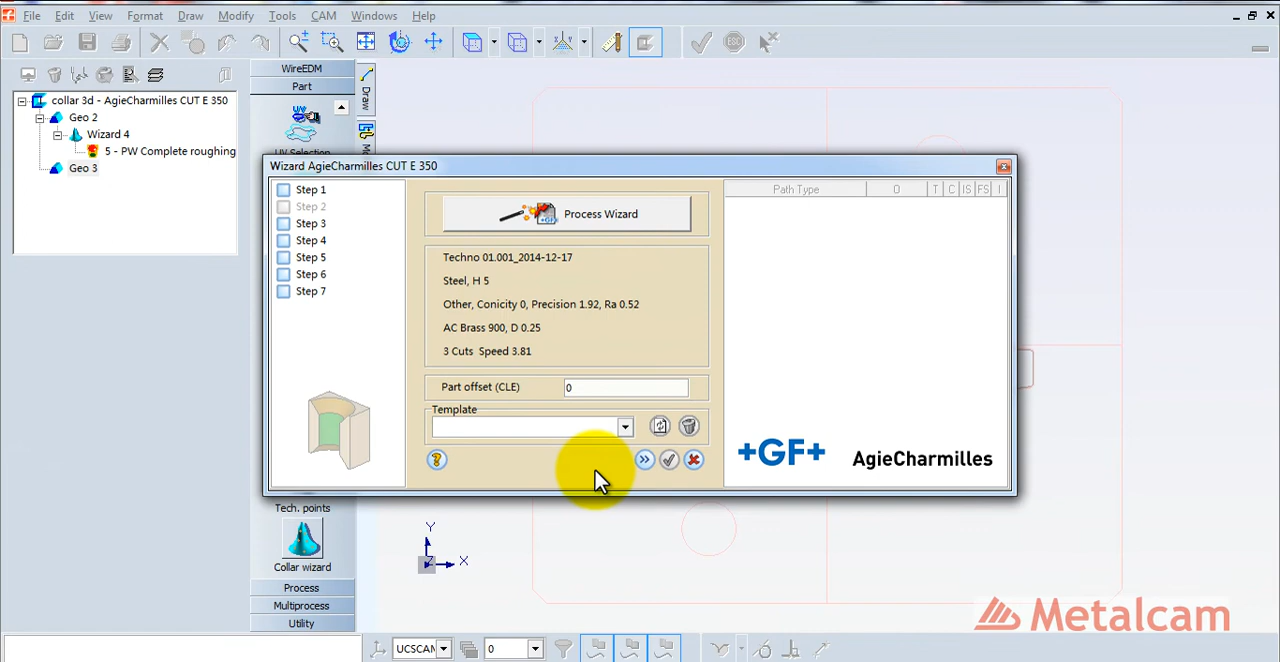 File Edit View Format Draw Modify Tools CAM Windows Help
WireEDM
Part
Draw
collar 3d - AgieCharmilles CUT E 350
Geo 2
Wizard 4
5 - PW Complete roughing
Geo 3
UV Selection
Wizard AgieCharmilles CUT E 350
Step 1
Step 2
Step 3
Step 4
Step 5
Step 6
Step 7
Process Wizard
+GF+
Techno 01.001_2014-12-17
Steel, H 5
Other, Conicity 0, Precision 1.92, Ra 0.52
AC Brass 900, D 0.25
3 Cuts Speed 3.81
Part offset (CLE) 0
Template
Path Type O T C IS FS I
+GF+ AgieCharmilles
Tech. points
Collar wizard
Process
Multiprocess
Utility
Y
X
Z
Metalcam
UCSCAN 0